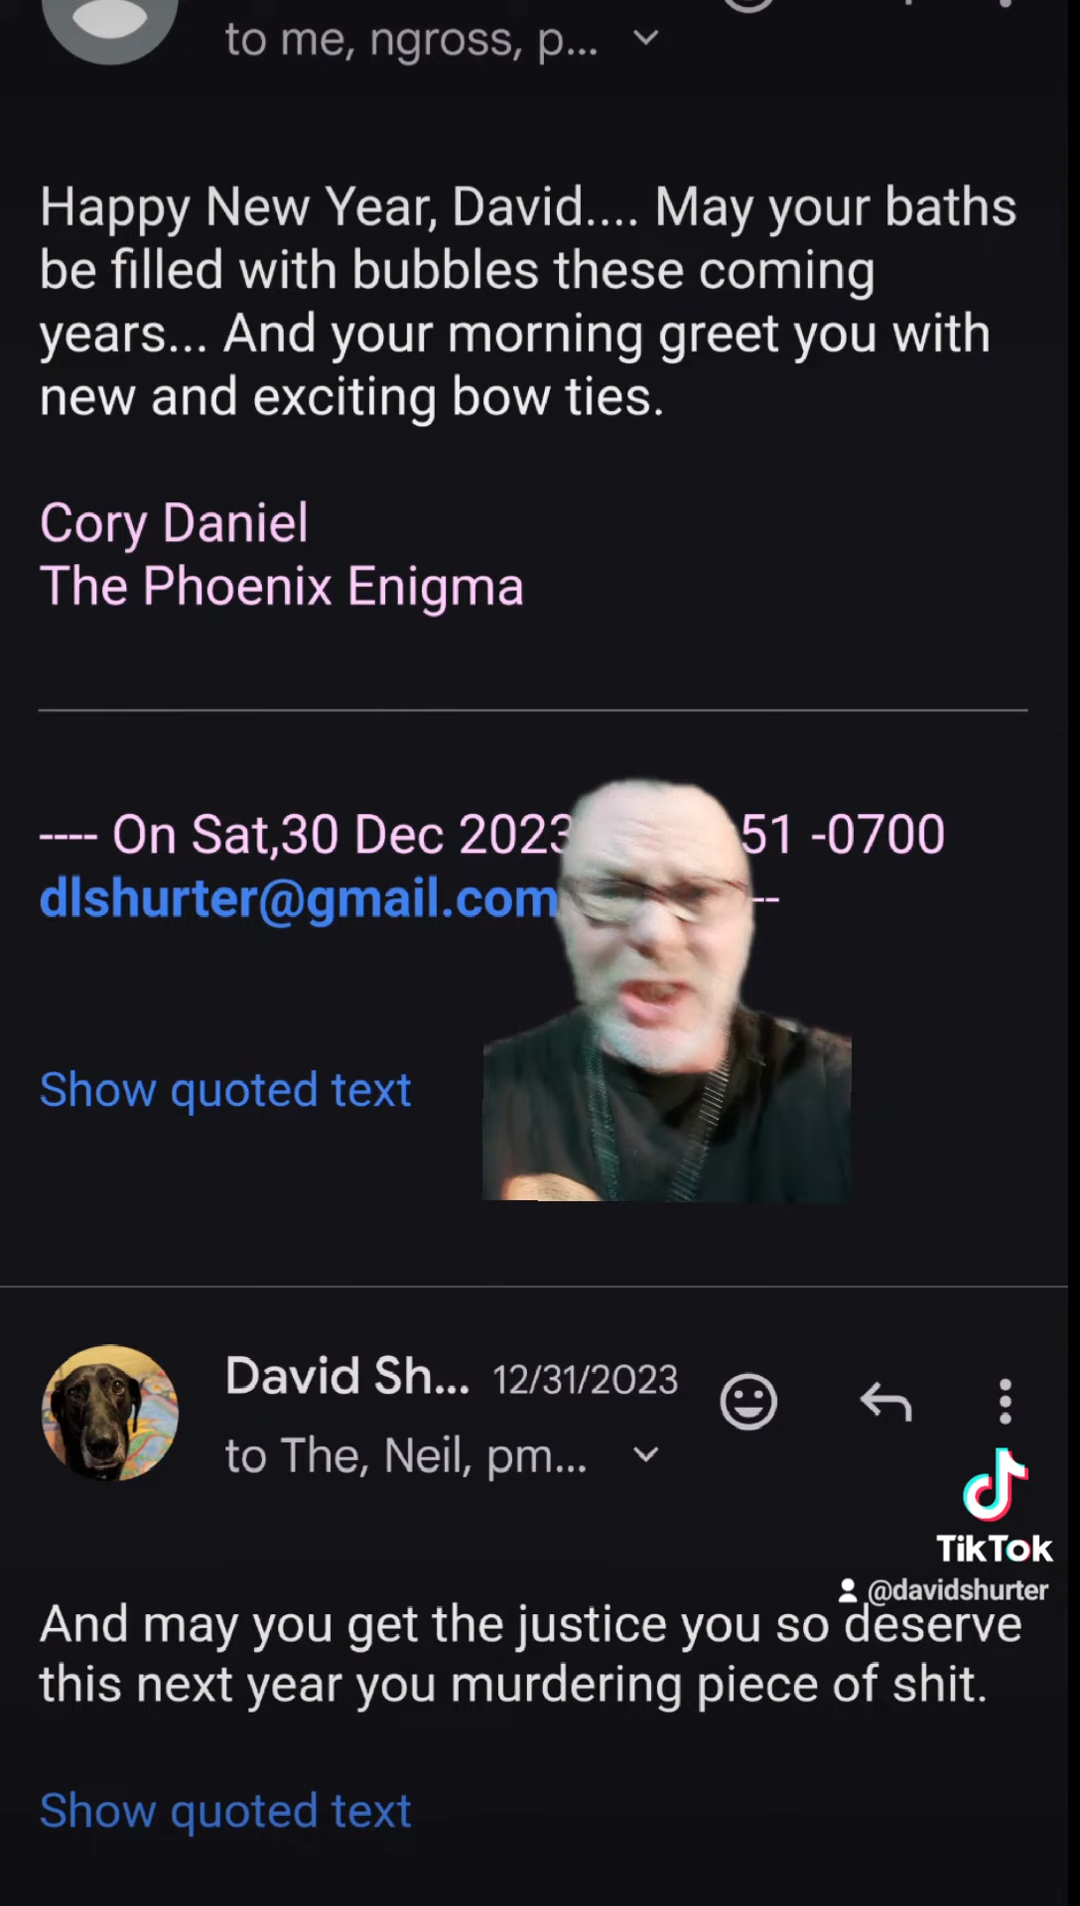 to me, ngross, p...
Happy New Year, David.... May your baths
be filled with bubbles these coming
years... And your morning greet you with
new and exciting bow ties.
Cory Daniel
The Phoenix Enigma
---- On Sat,30 Dec 2023 51 -0700
dlshurter@gmail.com --
Show quoted text
David Sh... 12/31/2023
to The, Neil, pm...
TikTok
@davidshurter
And may you get the justice you so deserve
this next year you murdering piece of shit.
Show quoted text